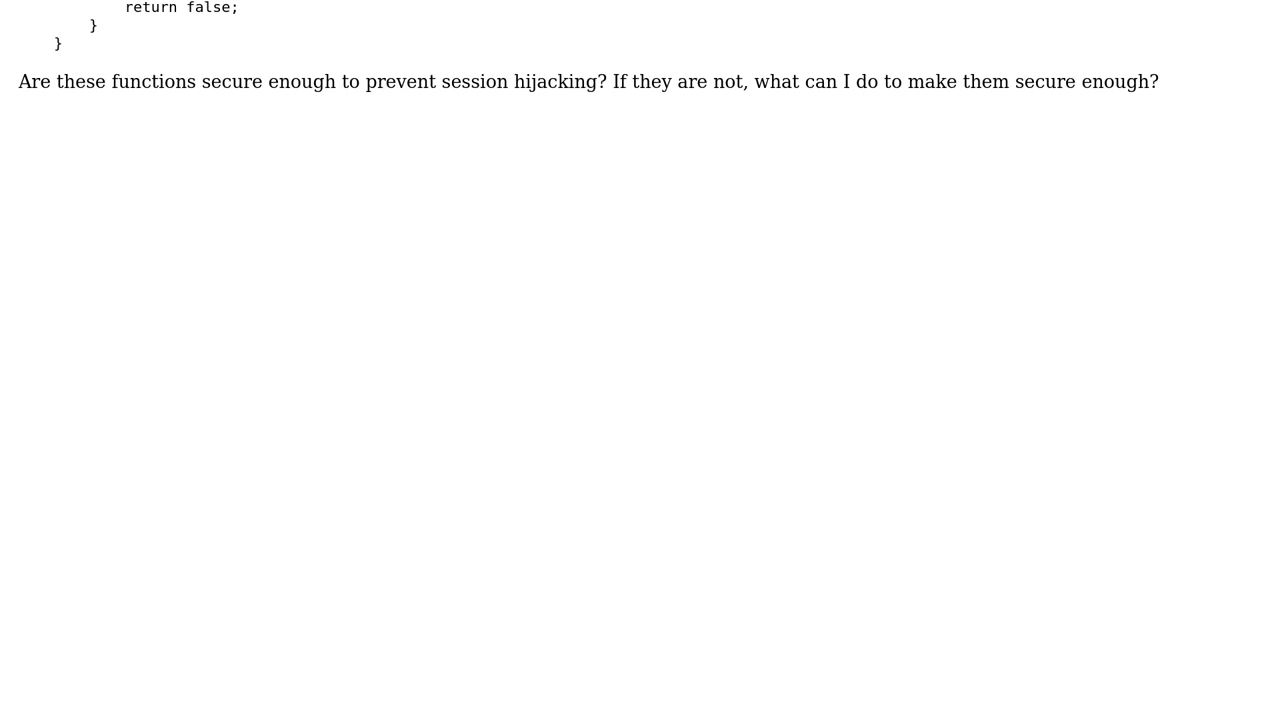 return false;
        }
    }
Are these functions secure enough to prevent session hijacking? If they are not, what can I do to make them secure enough?